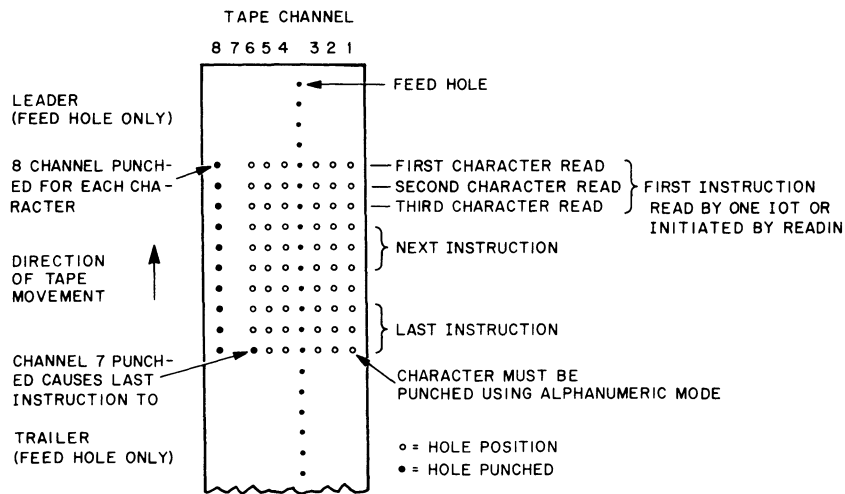 TAPE CHANNEL
8 7 6 5 4 3 2 1
FEED HOLE
LEADER
(FEED HOLE ONLY)
8 CHANNEL PUNCH-
ED FOR EACH CHA-
RACTER
FIRST CHARACTER READ
SECOND CHARACTER READ
THIRD CHARACTER READ
FIRST INSTRUCTION
READ BY ONE IOT OR
INITIATED BY READIN
NEXT INSTRUCTION
DIRECTION
OF TAPE
MOVEMENT
LAST INSTRUCTION
CHANNEL 7 PUNCH-
ED CAUSES LAST
INSTRUCTION TO
CHARACTER MUST BE
PUNCHED USING ALPHANUMERIC MODE
TRAILER
(FEED HOLE ONLY)
o = HOLE POSITION
● = HOLE PUNCHED